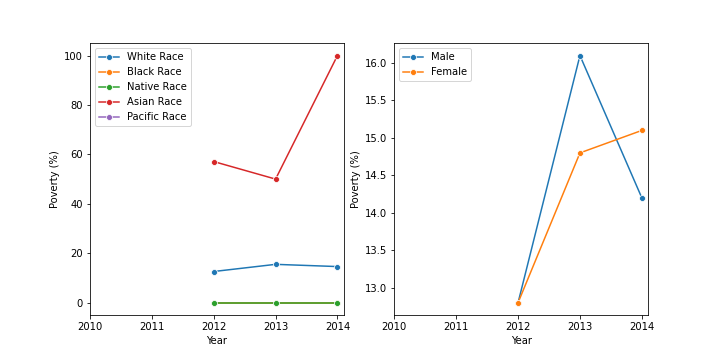 100
80
60
40
20
0
Poverty (%)
2010 2011 2012 2013 2014
Year
White Race
Black Race
Native Race
Asian Race
Pacific Race
16.0
15.5
15.0
14.5
14.0
13.5
13.0
Poverty (%)
2010 2011 2012 2013 2014
Year
Male
Female